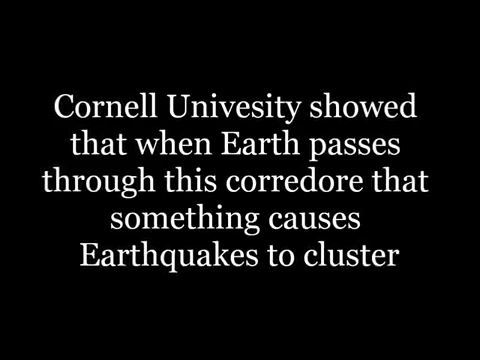 Cornell Univesity showed
that when Earth passes
through this corredore that
something causes
Earthquakes to cluster